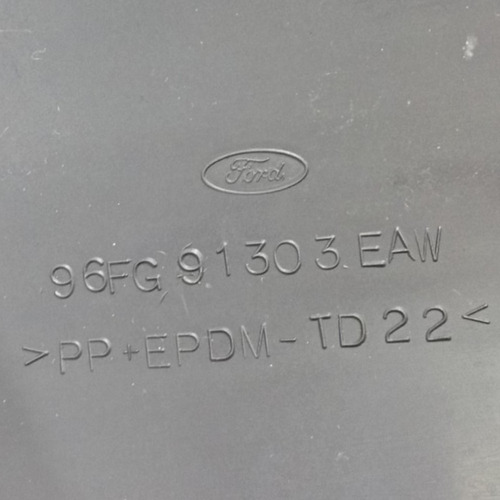 Ford
96FG 91303 EAW
>PP+EPDM-TD22<